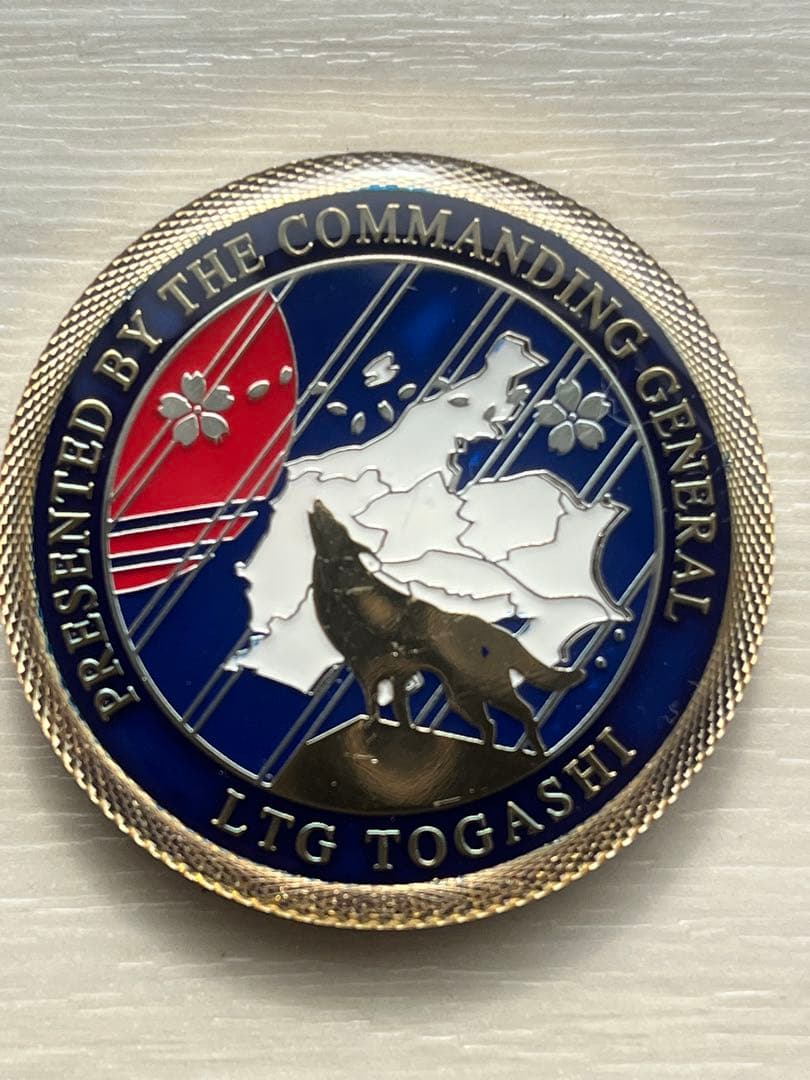 PRESENTED BY THE COMMANDING GENERAL
LTG TOGASHI